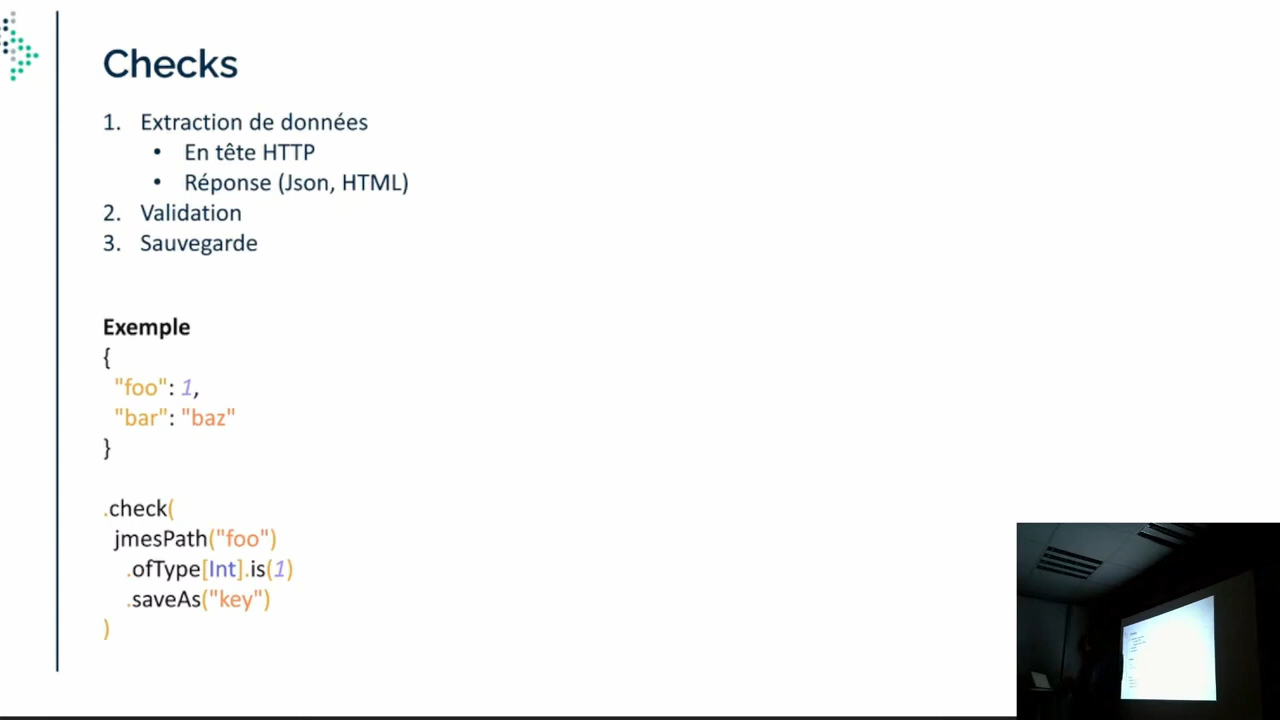 Checks
1. Extraction de données
• En tête HTTP
• Réponse (Json, HTML)
2. Validation
3. Sauvegarde
Exemple
{
"foo": 1,
"bar": "baz"
}
.check(
jmesPath("foo")
.ofType[Int].is(1)
.saveAs("key")
)